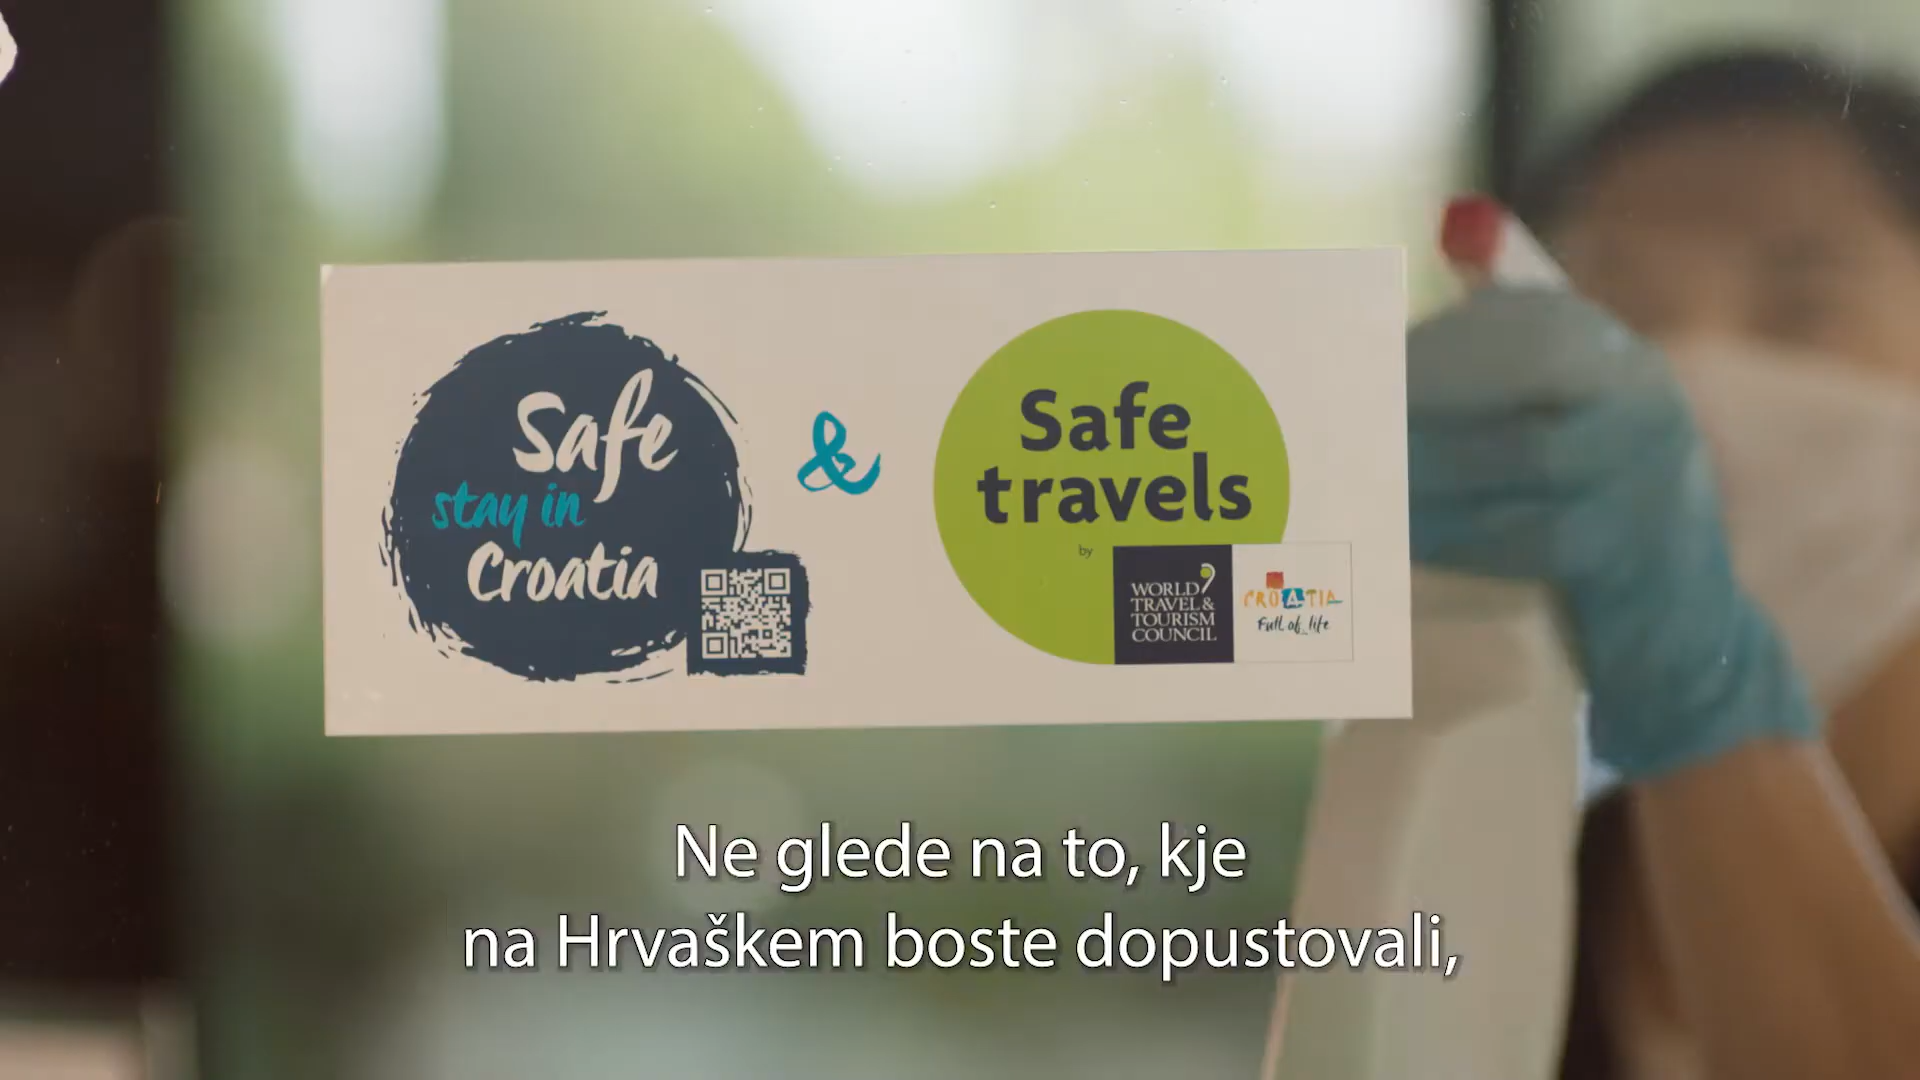 Safe
stay in
Croatia
&
Safe
travels
by
WORLD
TRAVEL &
TOURISM
COUNCIL
CROATIA
Full of life
Ne glede na to, kje
na Hrvaškem boste dopustovali,